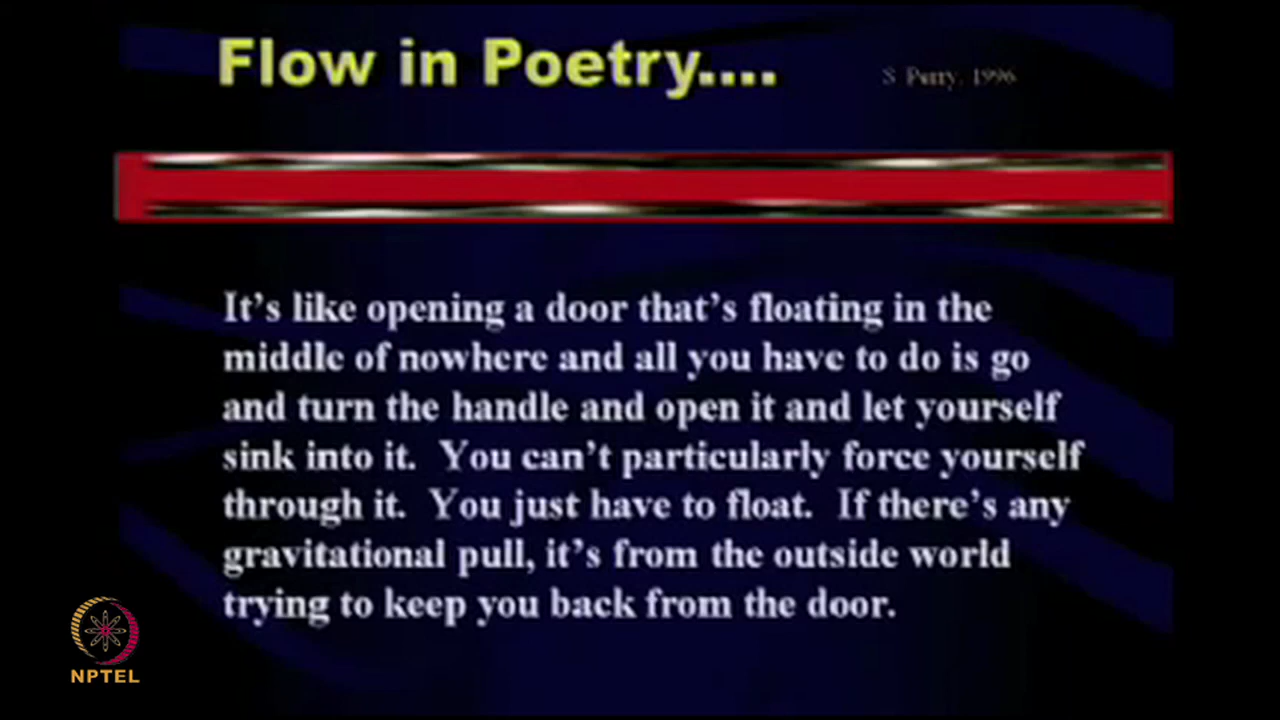 Flow in Poetry....
S. Perry, 1996
It's like opening a door that's floating in the
middle of nowhere and all you have to do is go
and turn the handle and open it and let yourself
sink into it. You can't particularly force yourself
through it. You just have to float. If there's any
gravitational pull, it's from the outside world
trying to keep you back from the door.
NPTEL